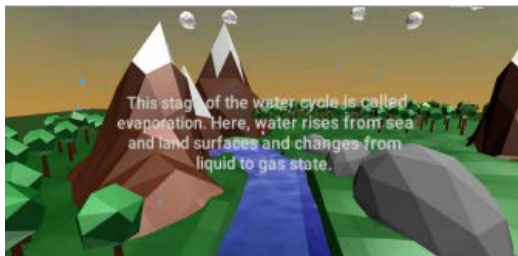 This stage of the water cycle is called
evaporation. Here, water rises from sea
and land surfaces and changes from
liquid to gas state.